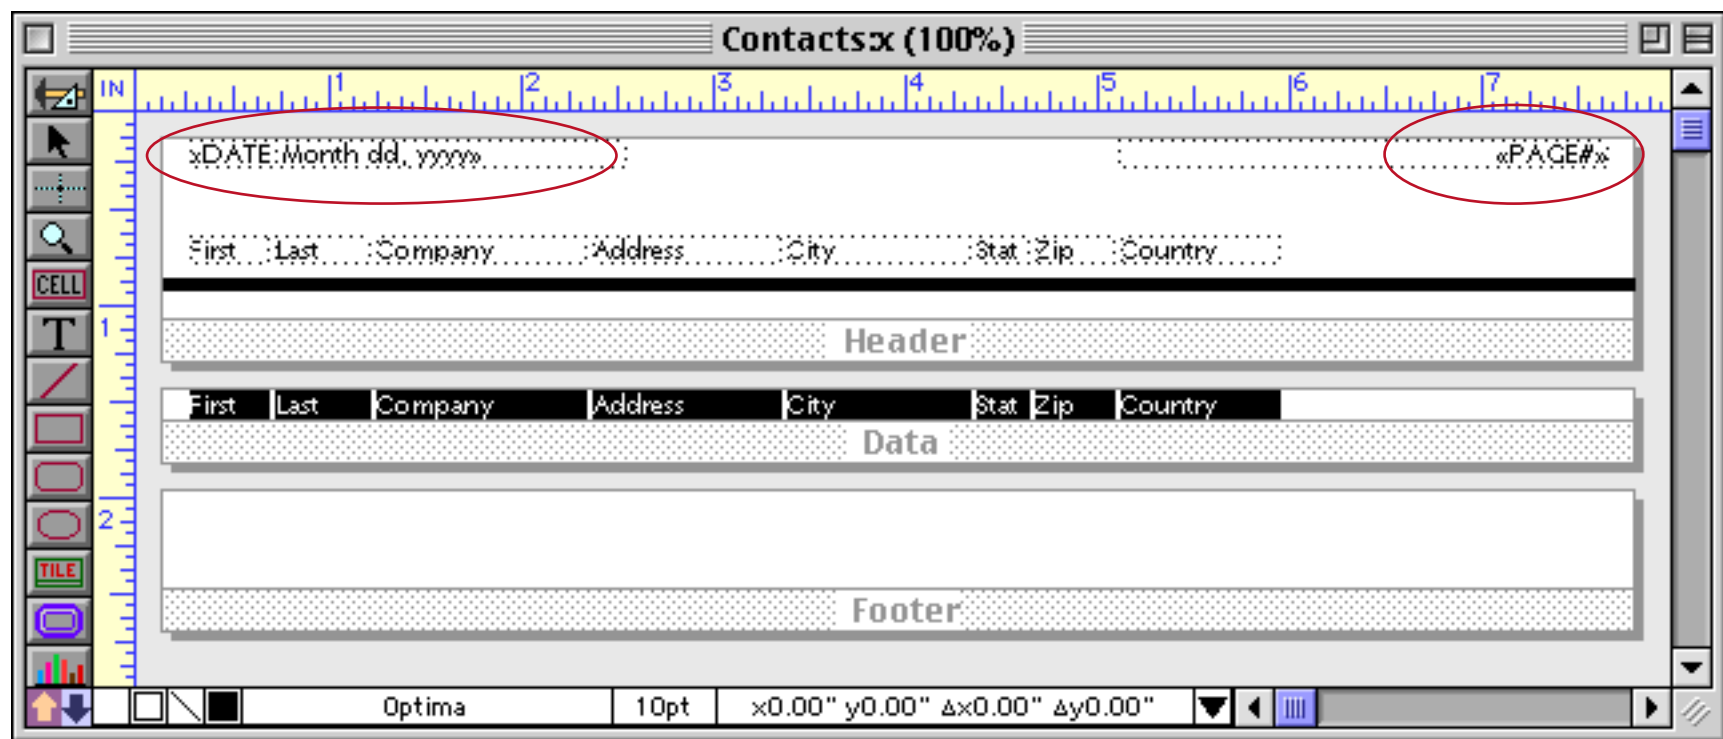 Contacts:x (100%)
IN 1 2 3 4 5 6 7
«DATE:Month dd, yyyy» «PAGE#»
First Last Company Address City Stat Zip Country
CELL
1
Header
First Last Company Address City Stat Zip Country
Data
2
TILE
Footer
Optima 10pt x0.00" y0.00" Δx0.00" Δy0.00"
T